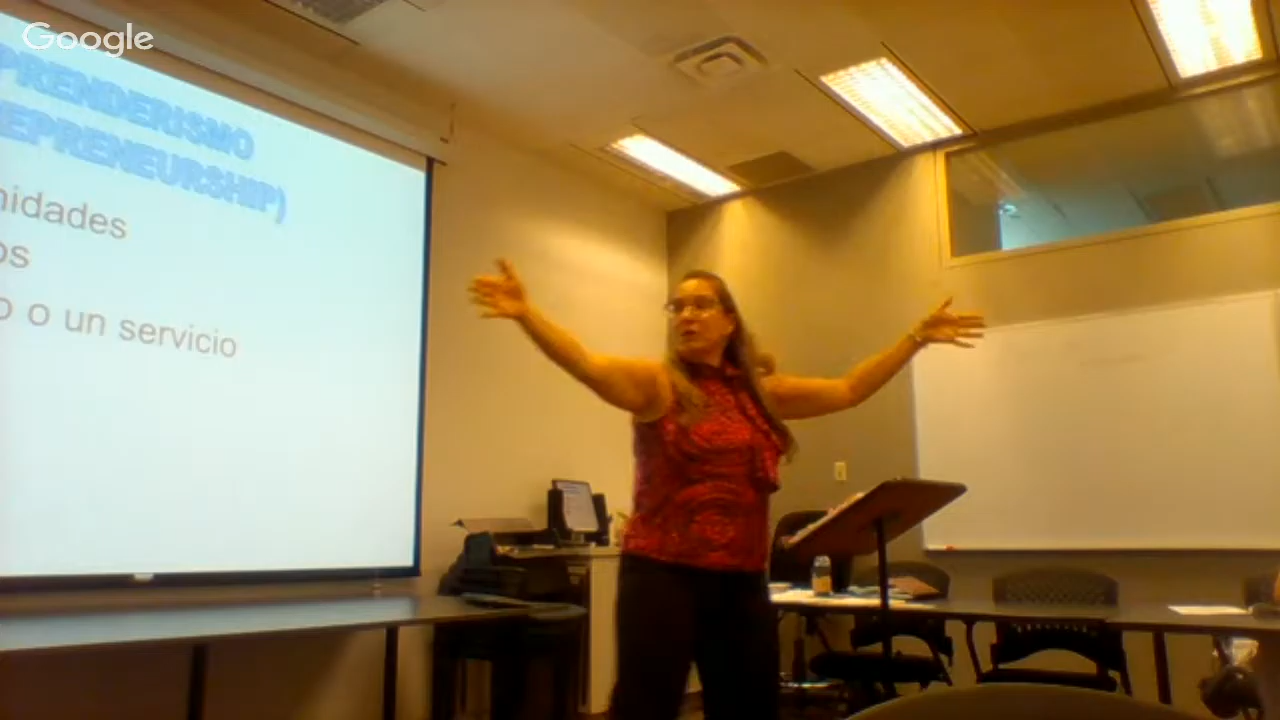 Google
PRENDERISMO
EPRENEURSHIP)
nidades
os
o o un servicio